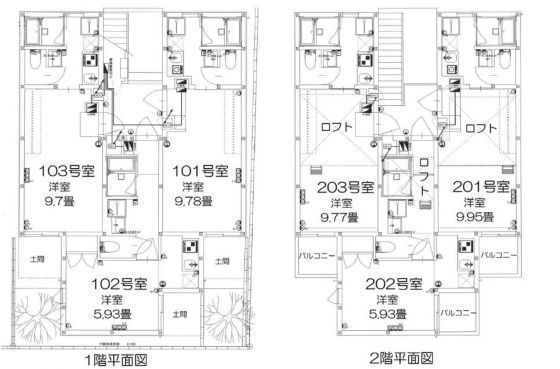 103号室
洋室
9.7畳
101号室
洋室
9.78畳
土間
土間
102号室
洋室
5.93畳
土間
1階平面図
ロフト
ロフト
ロフト
203号室
洋室
9.77畳
201号室
洋室
9.95畳
バルコニー
バルコニー
202号室
洋室
5.93畳
バルコニー
2階平面図